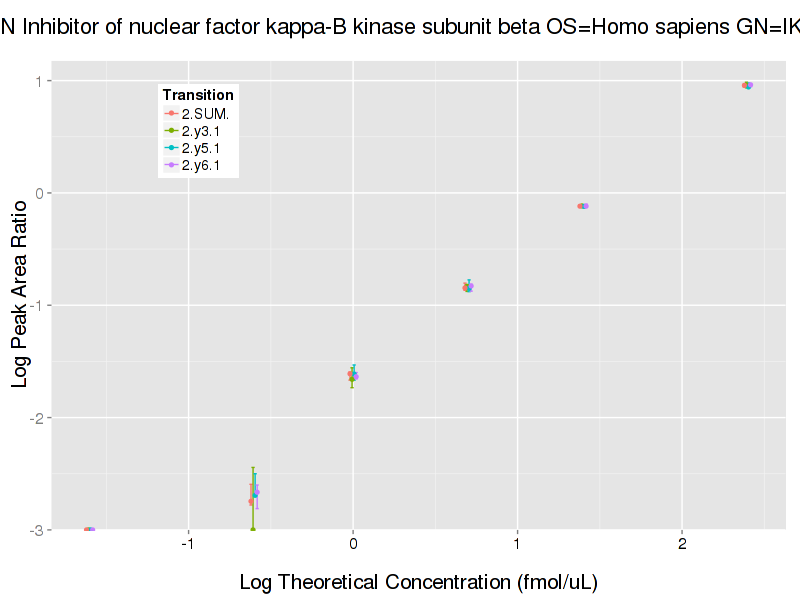 N Inhibitor of nuclear factor kappa-B kinase subunit beta OS=Homo sapiens GN=IK
Transition
2.SUM.
2.y3.1
2.y5.1
2.y6.1
Log Peak Area Ratio
1
0
-1
-2
-3
-1
0
1
2
Log Theoretical Concentration (fmol/uL)